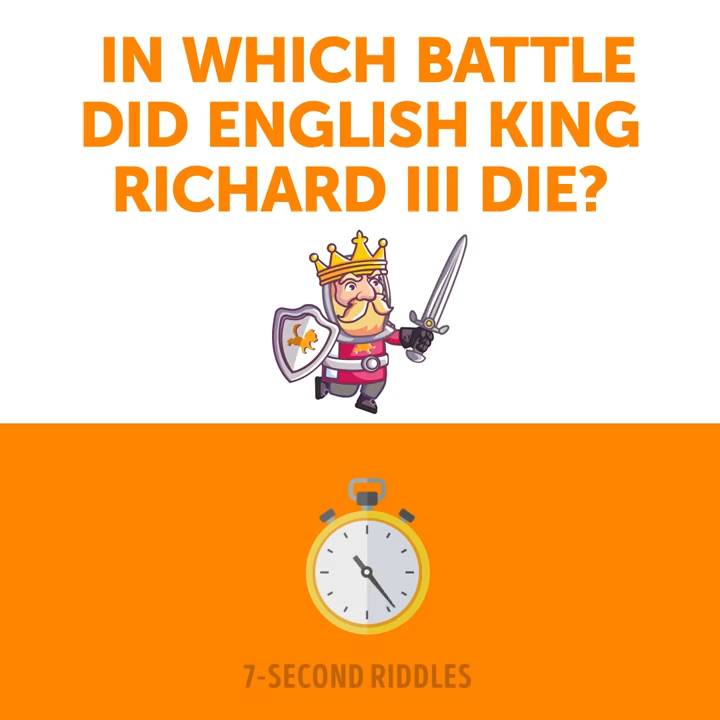 IN WHICH BATTLE
DID ENGLISH KING
RICHARD III DIE?
7-SECOND RIDDLES